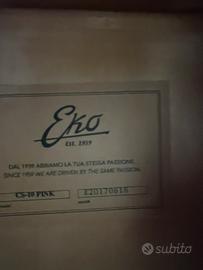 Eko
EST. 1959
DAL 1959 ABBIAMO LA TUA STESSA PASSIONE.
SINCE 1959 WE ARE DRIVEN BY THE SAME PASSION.
CS-10 PINK
E20170618
subito